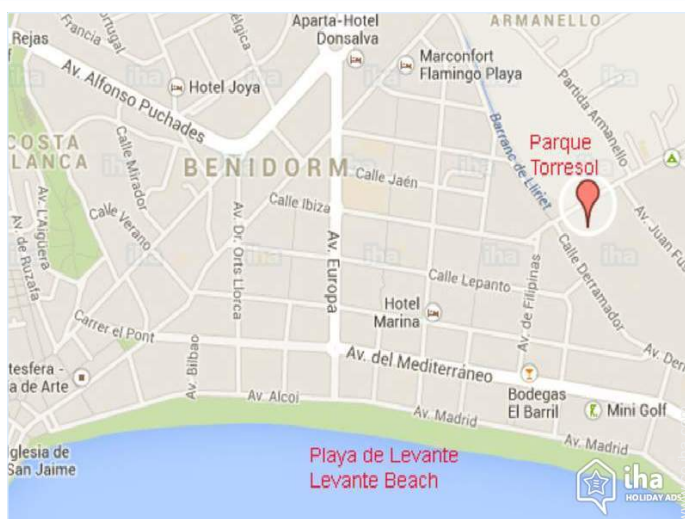 Rejas
Francia
Portugal
Bélgica
Aparta-Hotel
Donsalva
ARMANELLO
Marconfort
Flamingo Playa
Av. Alfonso Puchades
Hotel Joya
Partida Armanello
Barranc de Lliriet
Parque
Torresol
COSTA
LANCA
Calle Mirador
BENIDORM
Calle Jaén
Av. L'Aigüera
Av. de Ruzafa
Calle Verano
Av. Dr. Orts Llorca
Calle Ibiza
Av. Europa
Av. Juan Fus
Calle Lepanto
Av. de Filipinas
Calle Derramador
Hotel
Marina
Carrer el Pont
Av. Bilbao
Av. del Mediterráneo
Av. Derr
tesfera -
a de Arte
Bodegas
El Barril
Av. Alcoi
Av. Madrid
Mini Golf
Av. Madrid
Iglesia de
San Jaime
Playa de Levante
Levante Beach
iha
HOLIDAY ADS